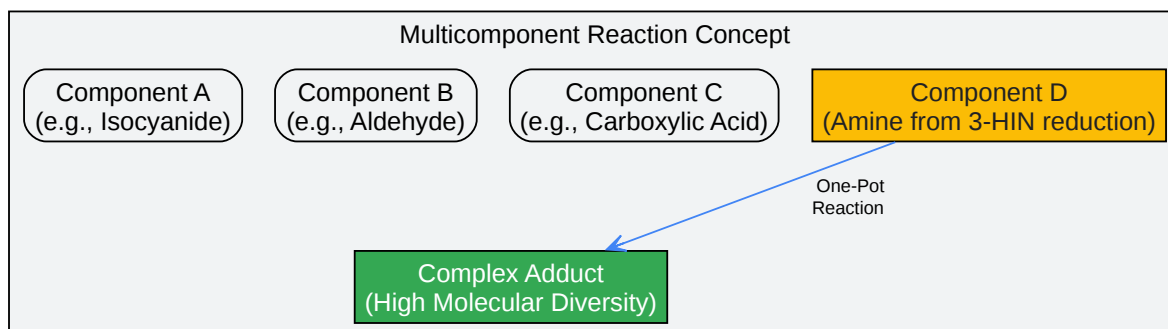 Multicomponent Reaction Concept
Component A
(e.g., Isocyanide)
Component B
(e.g., Aldehyde)
Component C
(e.g., Carboxylic Acid)
Component D
(Amine from 3-HIN reduction)
One-Pot
Reaction
Complex Adduct
(High Molecular Diversity)